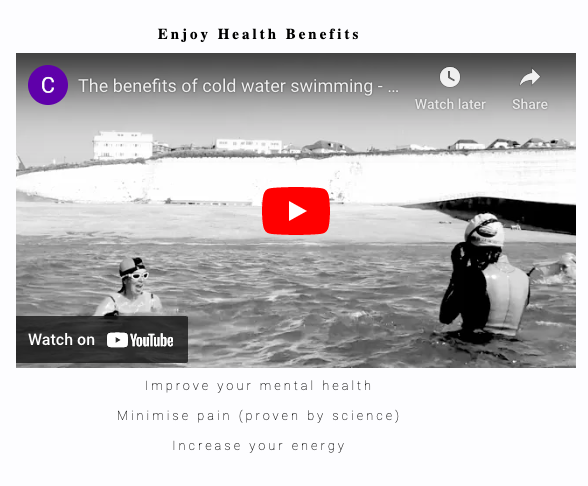 Enjoy Health Benefits
C
The benefits of cold water swimming - ...
Watch later
Share
Watch on YouTube
Improve your mental health
Minimise pain (proven by science)
Increase your energy